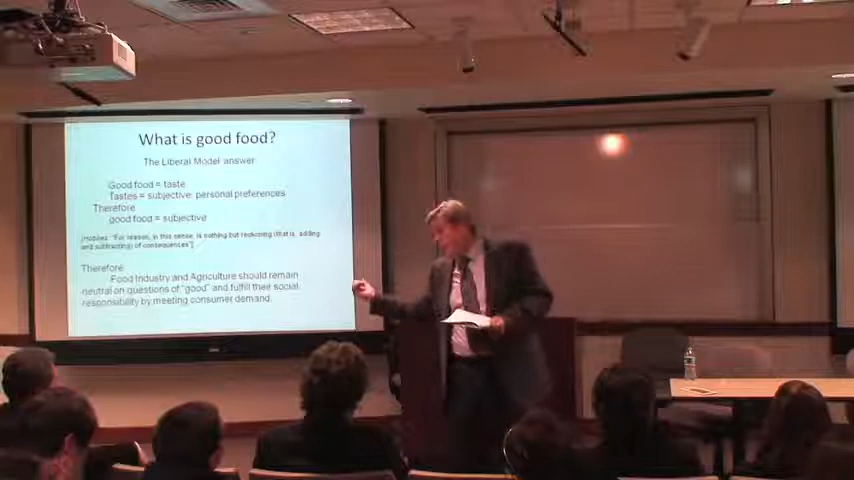 What is good food?
The Liberal Model answer
Good food = taste
Tastes = subjective: personal preferences
Therefore
good food = subjective
[Hobbes: "For reason, in this sense, is nothing but reckoning (that is, adding
and subtracting) of consequences"]
Therefore
Food Industry and Agriculture should remain
neutral on questions of "good" and fulfill their social
responsibility by meeting consumer demand.